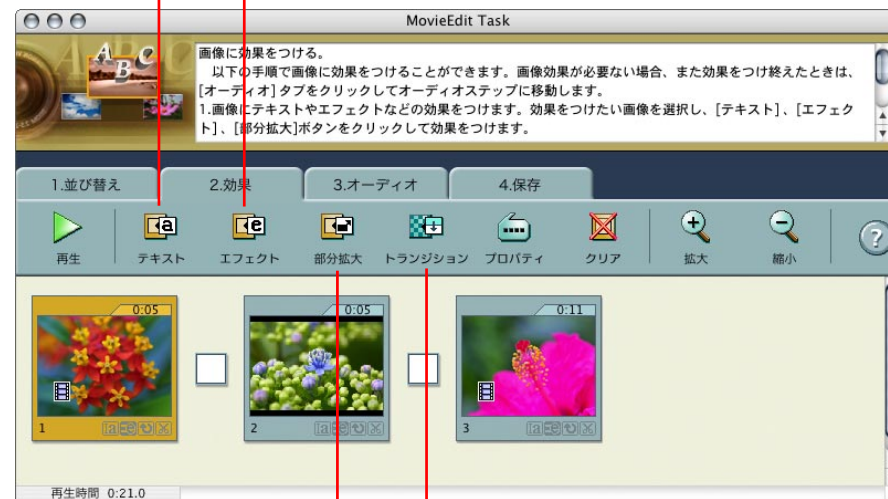 MovieEdit Task
A B C
画像に効果をつける。
以下の手順で画像に効果をつけることができます。画像効果が必要ない場合、また効果をつけ終えたときは、
[オーディオ] タブをクリックしてオーディオステップに移動します。
1.画像にテキストやエフェクトなどの効果をつけます。効果をつけたい画像を選択し、[テキスト]、[エフェク
ト]、[部分拡大]ボタンをクリックして効果をつけます。
1.並び替え 2.効果 3.オーディオ 4.保存
a e ?
再生 テキスト エフェクト 部分拡大 トランジション プロパティ クリア 拡大 縮小
0:05 0:05 0:11
1 a e 2 a e 3 a e
再生時間 0:21.0